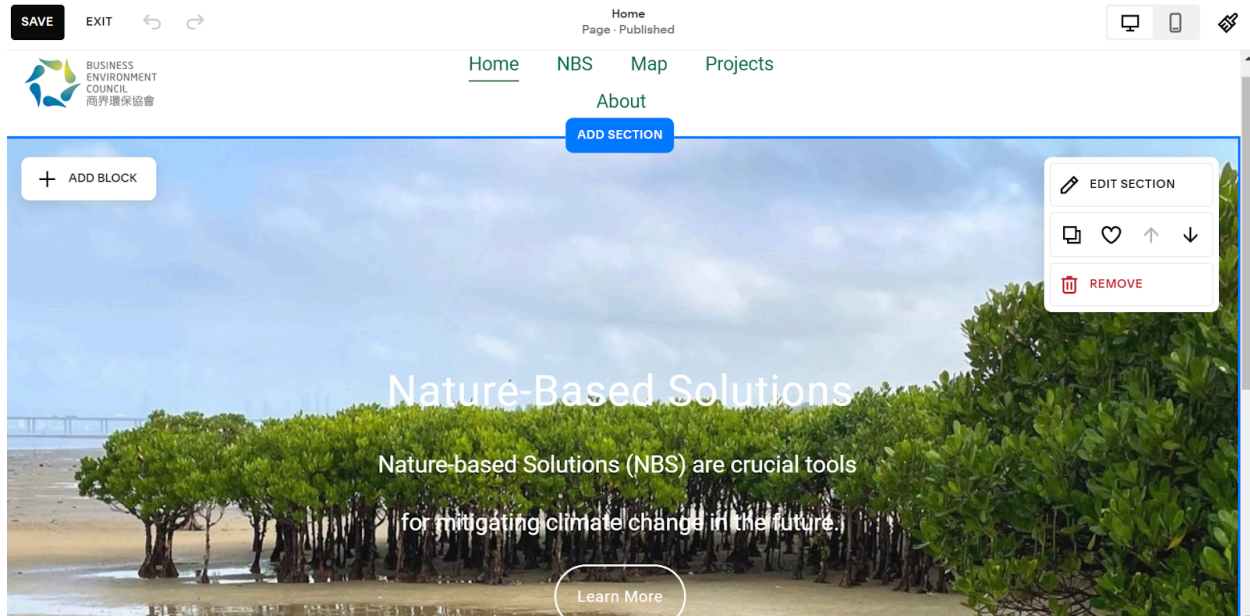 SAVE
EXIT
Home
Page · Published
BUSINESS
ENVIRONMENT
COUNCIL
商界環保協會
Home
NBS
Map
Projects
About
ADD SECTION
ADD BLOCK
EDIT SECTION
REMOVE
Nature-Based Solutions
Nature-based Solutions (NBS) are crucial tools
for mitigating climate change in the future.
Learn More